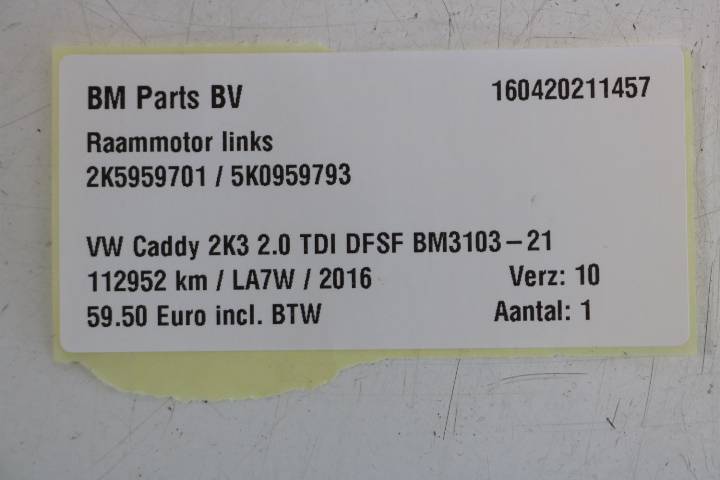 BM Parts BV 160420211457
Raammotor links
2K5959701 / 5K0959793
VW Caddy 2K3 2.0 TDI DFSF BM3103-21
112952 km / LA7W / 2016 Verz: 10
59.50 Euro incl. BTW Aantal: 1